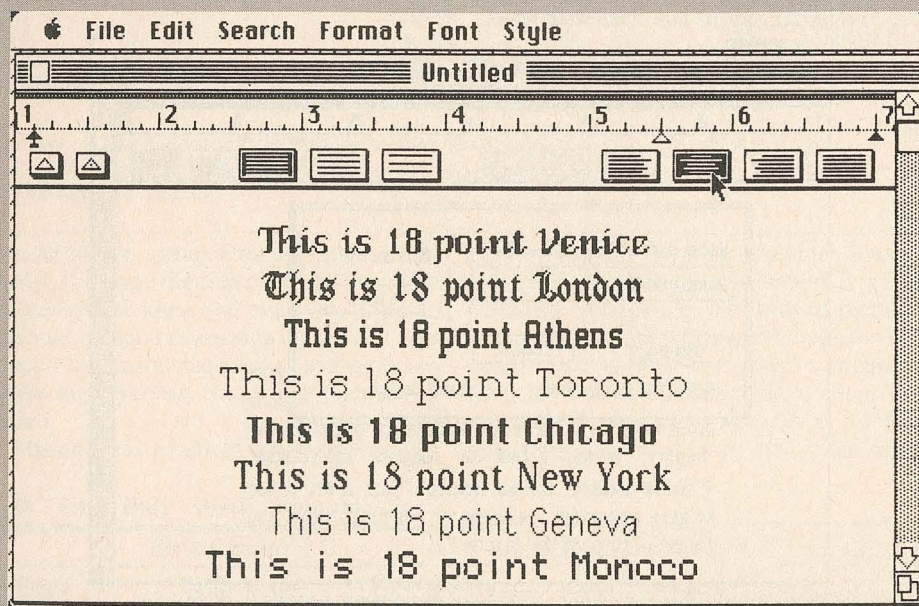 File Edit Search Format Font Style
Untitled
1 2 3 4 5 6 7
This is 18 point Venice
This is 18 point London
This is 18 point Athens
This is 18 point Toronto
This is 18 point Chicago
This is 18 point New York
This is 18 point Geneva
This is 18 point Monoco